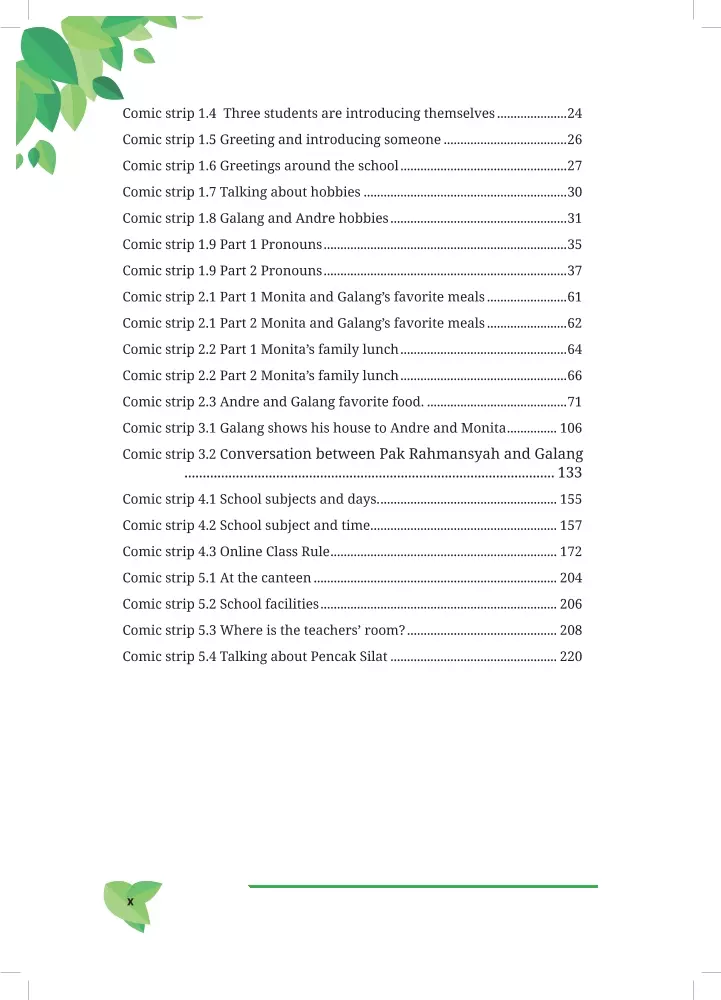 Comic strip 1.4  Three students are introducing themselves.....................24
Comic strip 1.5 Greeting and introducing someone.....................................26
Comic strip 1.6 Greetings around the school..................................................27
Comic strip 1.7 Talking about hobbies.............................................................30
Comic strip 1.8 Galang and Andre hobbies.....................................................31
Comic strip 1.9 Part 1 Pronouns.........................................................................35
Comic strip 1.9 Part 2 Pronouns.........................................................................37
Comic strip 2.1 Part 1 Monita and Galang’s favorite meals........................61
Comic strip 2.1 Part 2 Monita and Galang’s favorite meals........................62
Comic strip 2.2 Part 1 Monita’s family lunch..................................................64
Comic strip 2.2 Part 2 Monita’s family lunch..................................................66
Comic strip 2.3 Andre and Galang favorite food. ..........................................71
Comic strip 3.1 Galang shows his house to Andre and Monita............... 106
Comic strip 3.2 Conversation between Pak Rahmansyah and Galang
.......................................................................................... 133
Comic strip 4.1 School subjects and days...................................................... 155
Comic strip 4.2 School subject and time........................................................ 157
Comic strip 4.3 Online Class Rule.................................................................... 172
Comic strip 5.1 At the canteen......................................................................... 204
Comic strip 5.2 School facilities....................................................................... 206
Comic strip 5.3 Where is the teachers’ room?............................................. 208
Comic strip 5.4 Talking about Pencak Silat.................................................. 220
x